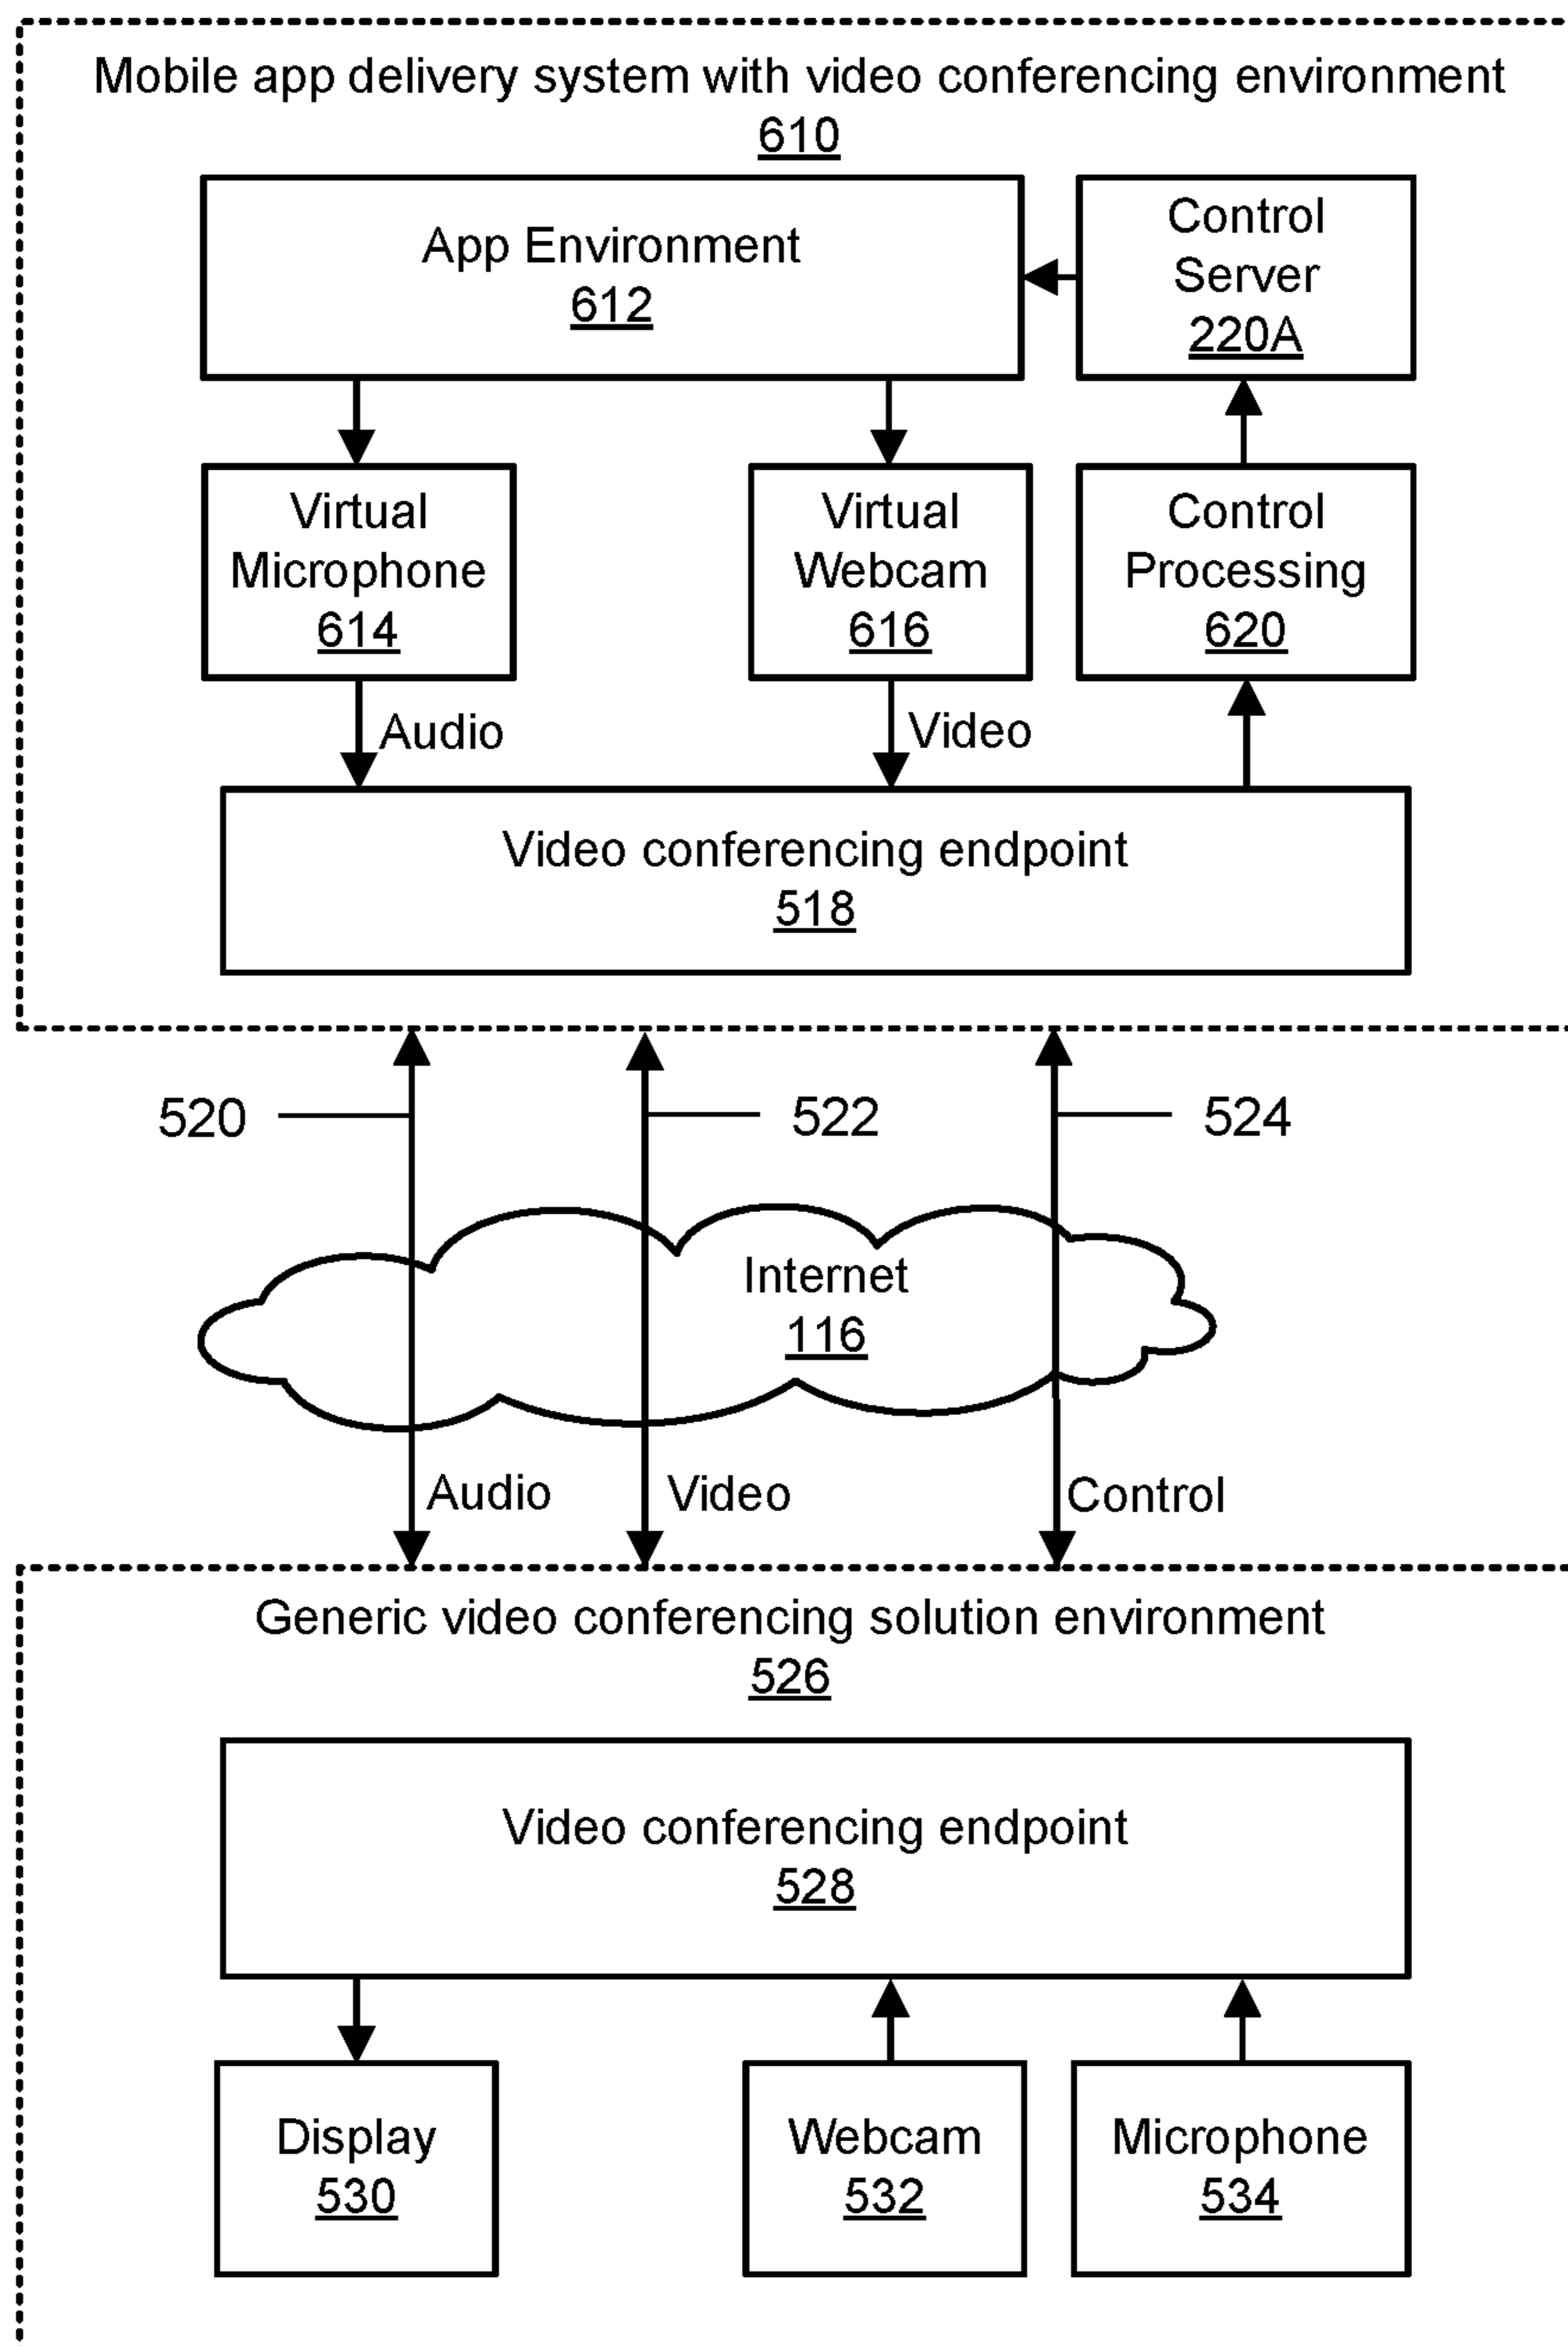 Mobile app delivery system with video conferencing environment
610
App Environment
612
Control
Server
220A
Virtual
Microphone
614
Virtual
Webcam
616
Control
Processing
620
Audio
Video
Video conferencing endpoint
518
520
522
524
Internet
116
Audio
Video
Control
Generic video conferencing solution environment
526
Video conferencing endpoint
528
Display
530
Webcam
532
Microphone
534